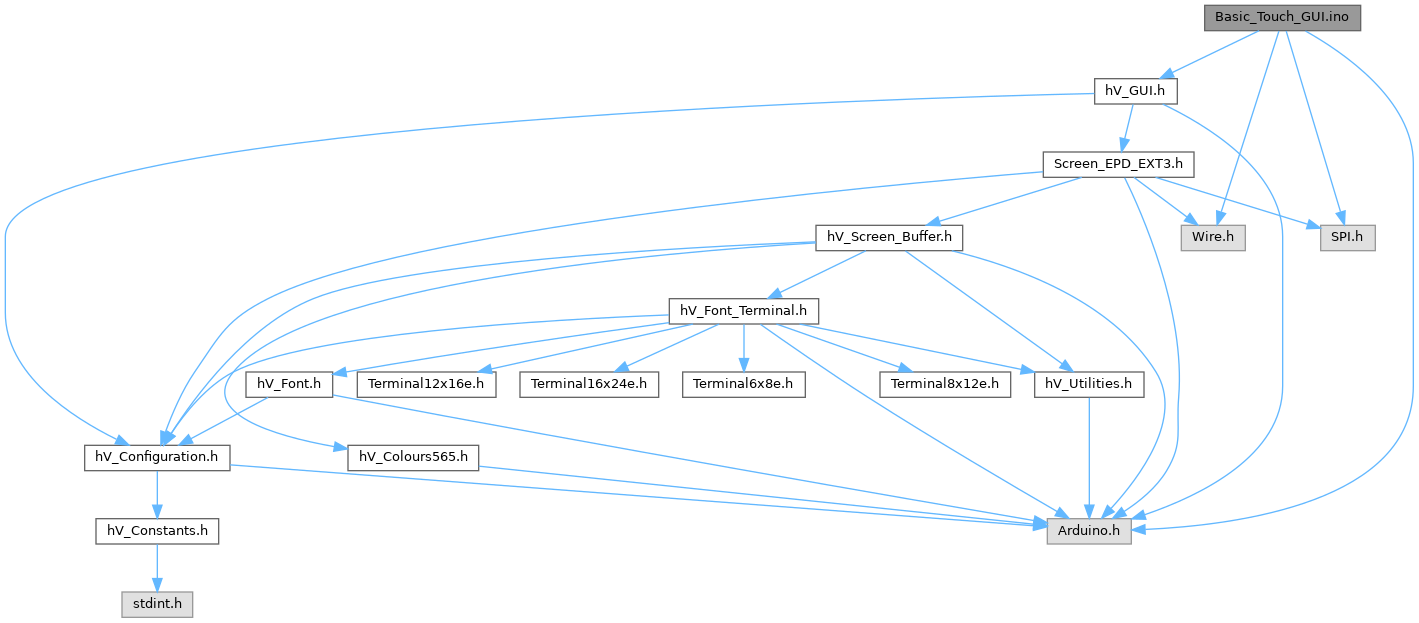 Basic_Touch_GUI.ino
hV_GUI.h
Screen_EPD_EXT3.h
hV_Screen_Buffer.h
Wire.h
SPI.h
hV_Font_Terminal.h
hV_Font.h
Terminal12x16e.h
Terminal16x24e.h
Terminal6x8e.h
Terminal8x12e.h
hV_Utilities.h
hV_Configuration.h
hV_Colours565.h
hV_Constants.h
Arduino.h
stdint.h